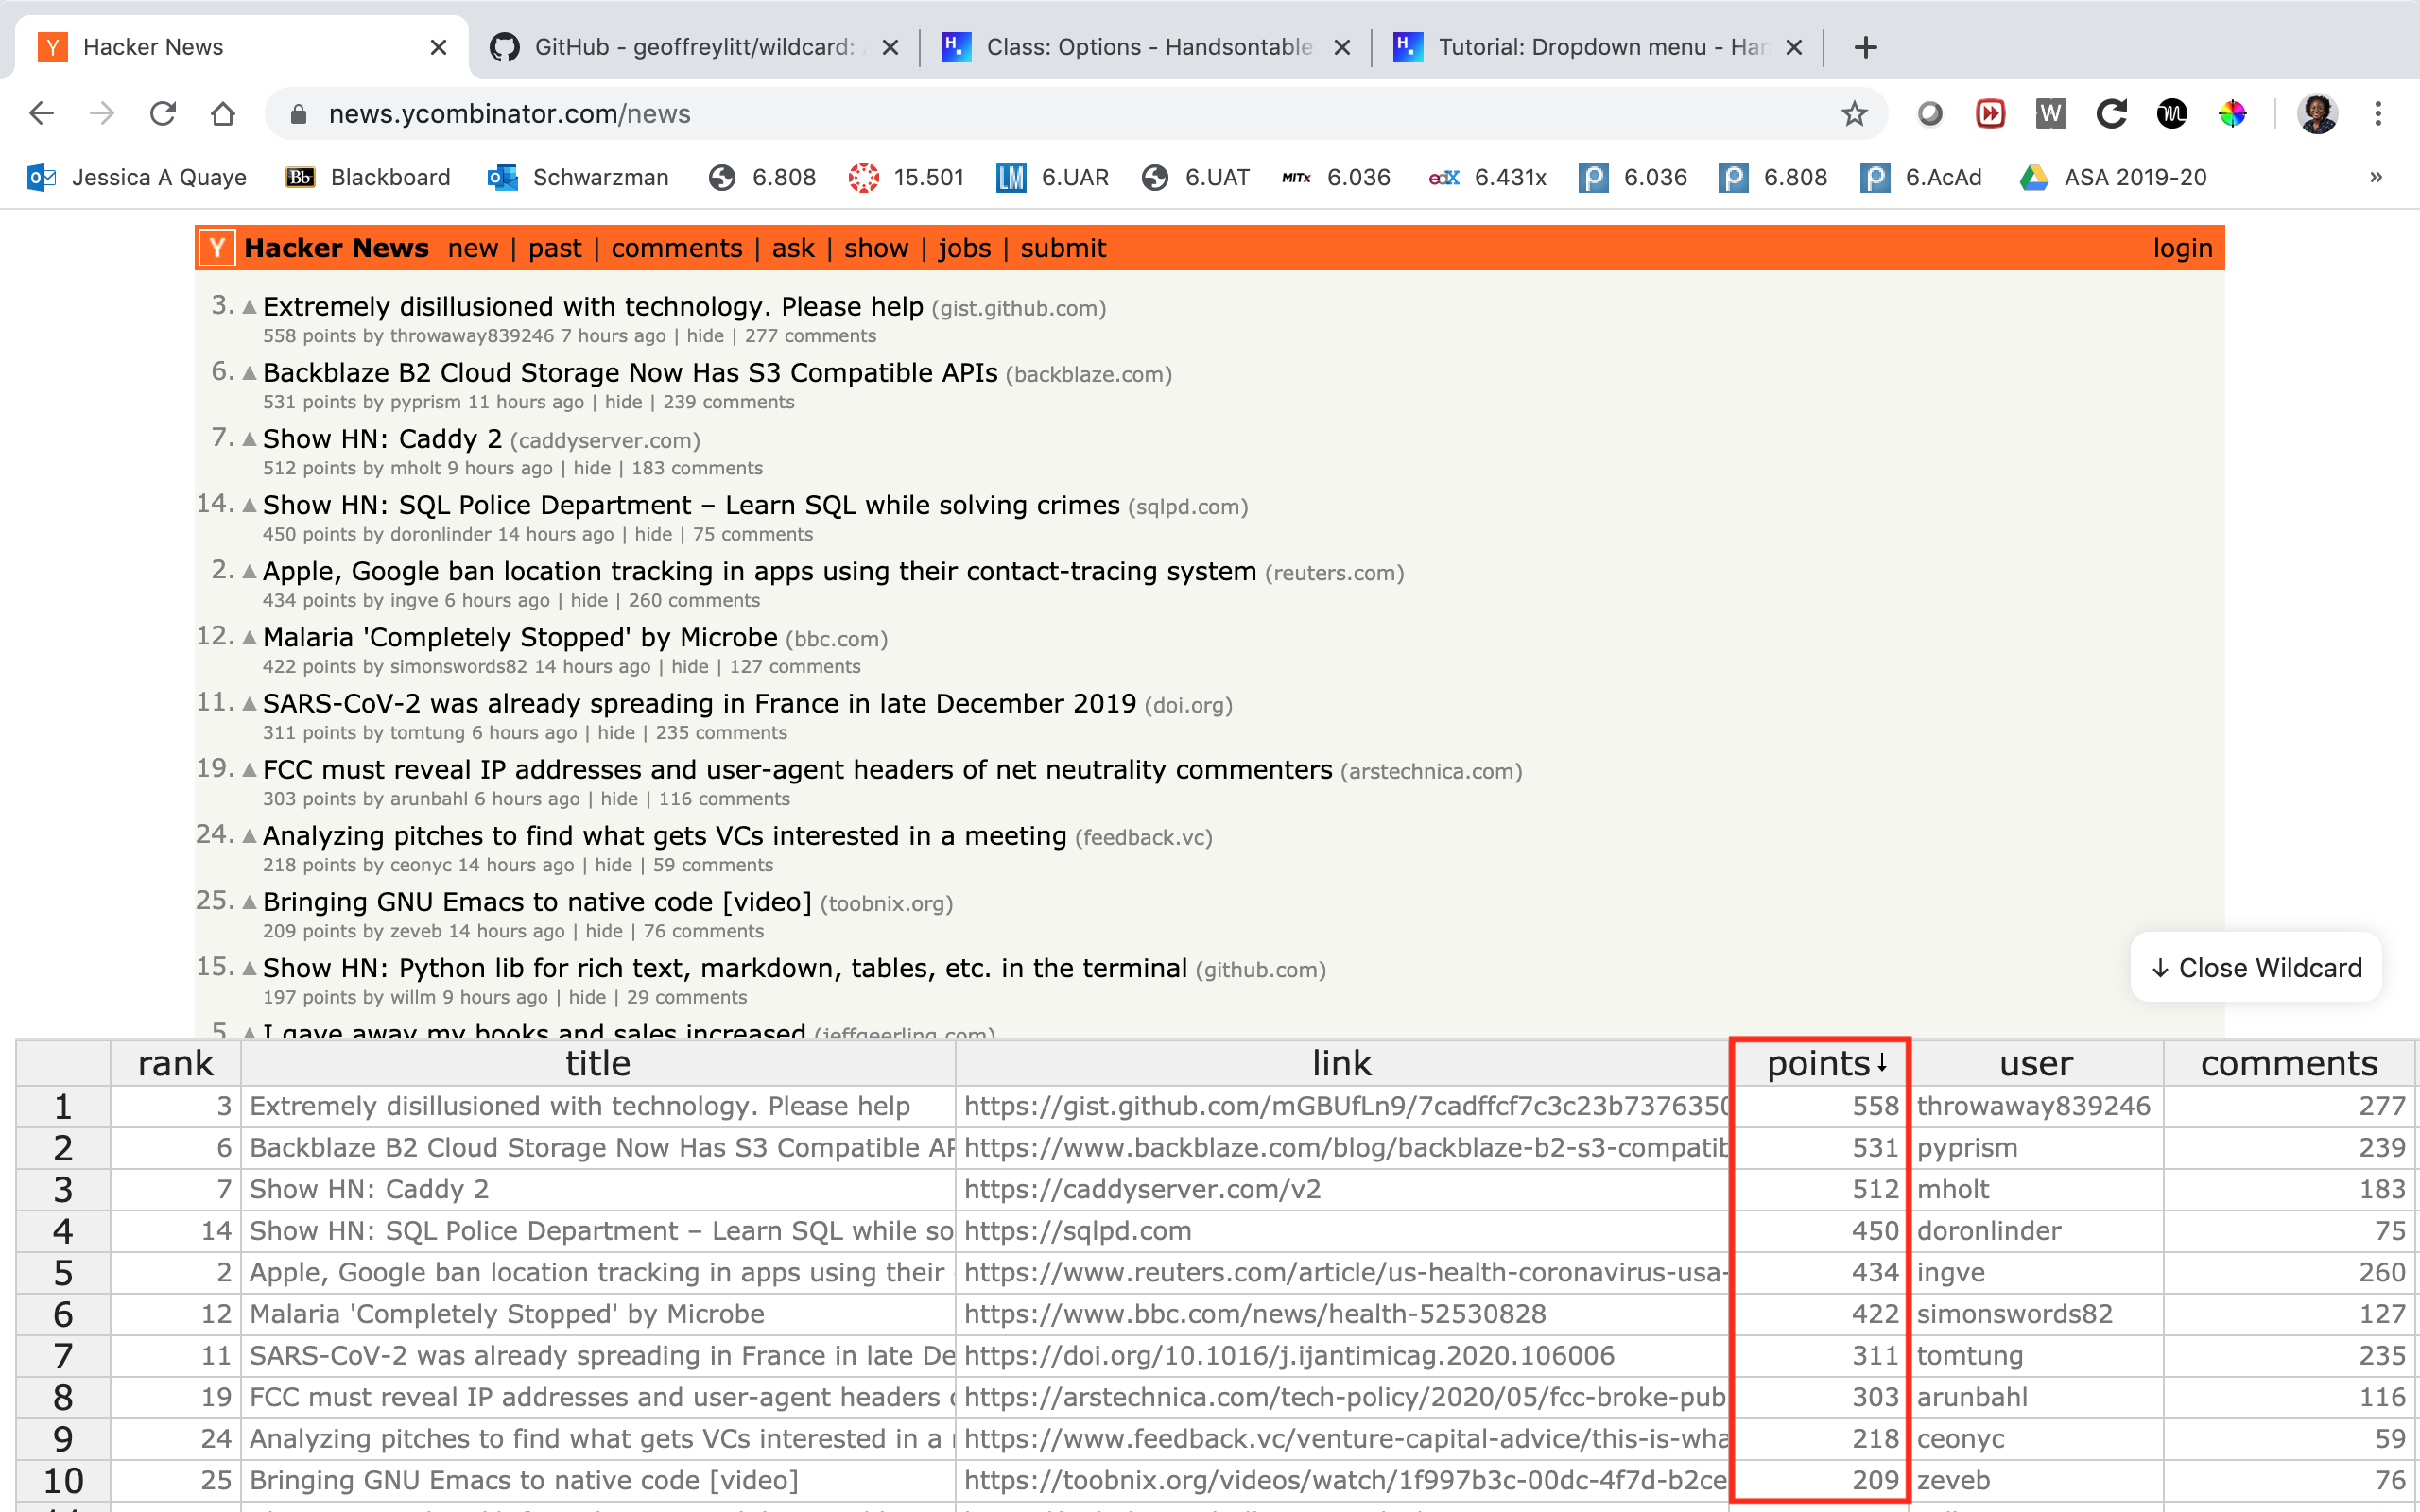 Hacker News
GitHub - geoffreylitt/wildcard:
Class: Options - Handsontable
Tutorial: Dropdown menu - Han
news.ycombinator.com/news
Jessica A Quaye Blackboard Schwarzman 6.808 15.501 6.UAR 6.UAT 6.036 6.431x 6.036 6.808 6.AcAd ASA 2019-20 »
Y Hacker News new | past | comments | ask | show | jobs | submit login
3. Extremely disillusioned with technology. Please help (gist.github.com)
558 points by throwaway839246 7 hours ago | hide | 277 comments
6. Backblaze B2 Cloud Storage Now Has S3 Compatible APIs (backblaze.com)
531 points by pyprism 11 hours ago | hide | 239 comments
7. Show HN: Caddy 2 (caddyserver.com)
512 points by mholt 9 hours ago | hide | 183 comments
14. Show HN: SQL Police Department – Learn SQL while solving crimes (sqlpd.com)
450 points by doronlinder 14 hours ago | hide | 75 comments
2. Apple, Google ban location tracking in apps using their contact-tracing system (reuters.com)
434 points by ingve 6 hours ago | hide | 260 comments
12. Malaria 'Completely Stopped' by Microbe (bbc.com)
422 points by simonswords82 14 hours ago | hide | 127 comments
11. SARS-CoV-2 was already spreading in France in late December 2019 (doi.org)
311 points by tomtung 6 hours ago | hide | 235 comments
19. FCC must reveal IP addresses and user-agent headers of net neutrality commenters (arstechnica.com)
303 points by arunbahl 6 hours ago | hide | 116 comments
24. Analyzing pitches to find what gets VCs interested in a meeting (feedback.vc)
218 points by ceonyc 14 hours ago | hide | 59 comments
25. Bringing GNU Emacs to native code [video] (toobnix.org)
209 points by zeveb 14 hours ago | hide | 76 comments
15. Show HN: Python lib for rich text, markdown, tables, etc. in the terminal (github.com)
197 points by willm 9 hours ago | hide | 29 comments
↓ Close Wildcard
5. I gave away my books and sales increased (jeffgeerling.com)
rank title link points↓ user comments
1 3 Extremely disillusioned with technology. Please help https://gist.github.com/mGBUfLn9/7cadffcf7c3c23b7376350 558 throwaway839246 277
2 6 Backblaze B2 Cloud Storage Now Has S3 Compatible AP https://www.backblaze.com/blog/backblaze-b2-s3-compatib 531 pyprism 239
3 7 Show HN: Caddy 2 https://caddyserver.com/v2 512 mholt 183
4 14 Show HN: SQL Police Department – Learn SQL while so https://sqlpd.com 450 doronlinder 75
5 2 Apple, Google ban location tracking in apps using their https://www.reuters.com/article/us-health-coronavirus-usa- 434 ingve 260
6 12 Malaria 'Completely Stopped' by Microbe https://www.bbc.com/news/health-52530828 422 simonswords82 127
7 11 SARS-CoV-2 was already spreading in France in late De https://doi.org/10.1016/j.ijantimicag.2020.106006 311 tomtung 235
8 19 FCC must reveal IP addresses and user-agent headers https://arstechnica.com/tech-policy/2020/05/fcc-broke-pub 303 arunbahl 116
9 24 Analyzing pitches to find what gets VCs interested in a https://www.feedback.vc/venture-capital-advice/this-is-wha 218 ceonyc 59
10 25 Bringing GNU Emacs to native code [video] https://toobnix.org/videos/watch/1f997b3c-00dc-4f7d-b2ce 209 zeveb 76